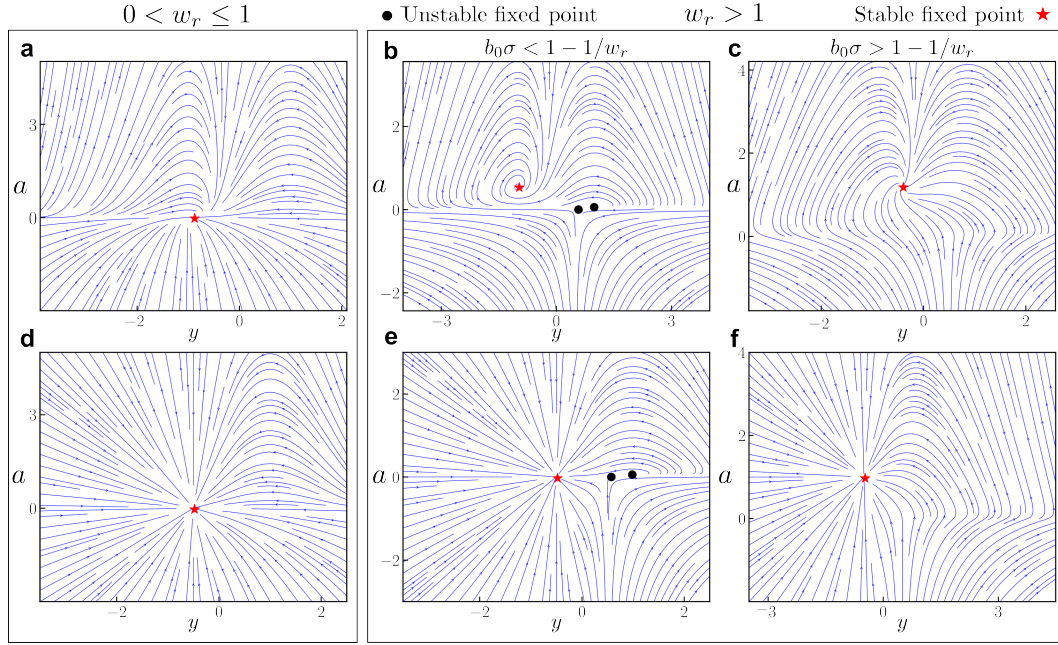 0 < w_r ≤ 1
● Unstable fixed point
w_r > 1
Stable fixed point ★
b_0σ < 1 − 1/w_r
b_0σ > 1 − 1/w_r
a
3
0
a
−2
0
2
y
b
2
0
−2
a
−3
0
3
y
c
4
2
0
a
−2
0
2
y
d
3
0
a
−2
0
2
y
e
2
0
−2
a
−2
0
2
y
f
4
2
0
a
−3
0
3
y